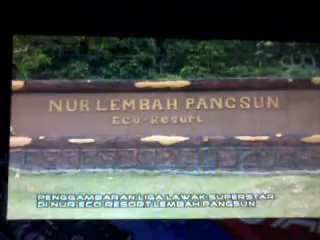 NUR LEMBAH PANGSUN
ECO-RESORT
PENGGAMBARAN LIGA LAWAK SUPERSTAR
DI NUR ECO RESORT LEMBAH PANGSUN